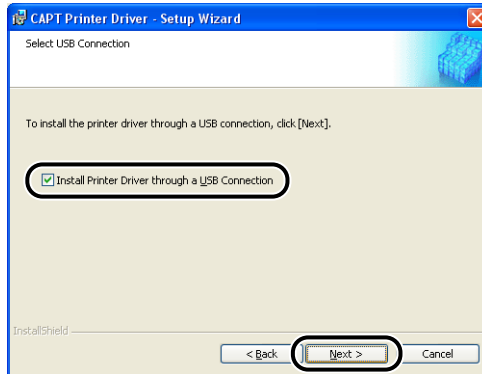 CAPT Printer Driver - Setup Wizard
Select USB Connection
To install the printer driver through a USB connection, click [Next].
Install Printer Driver through a USB Connection
InstallShield
< Back
Next >
Cancel